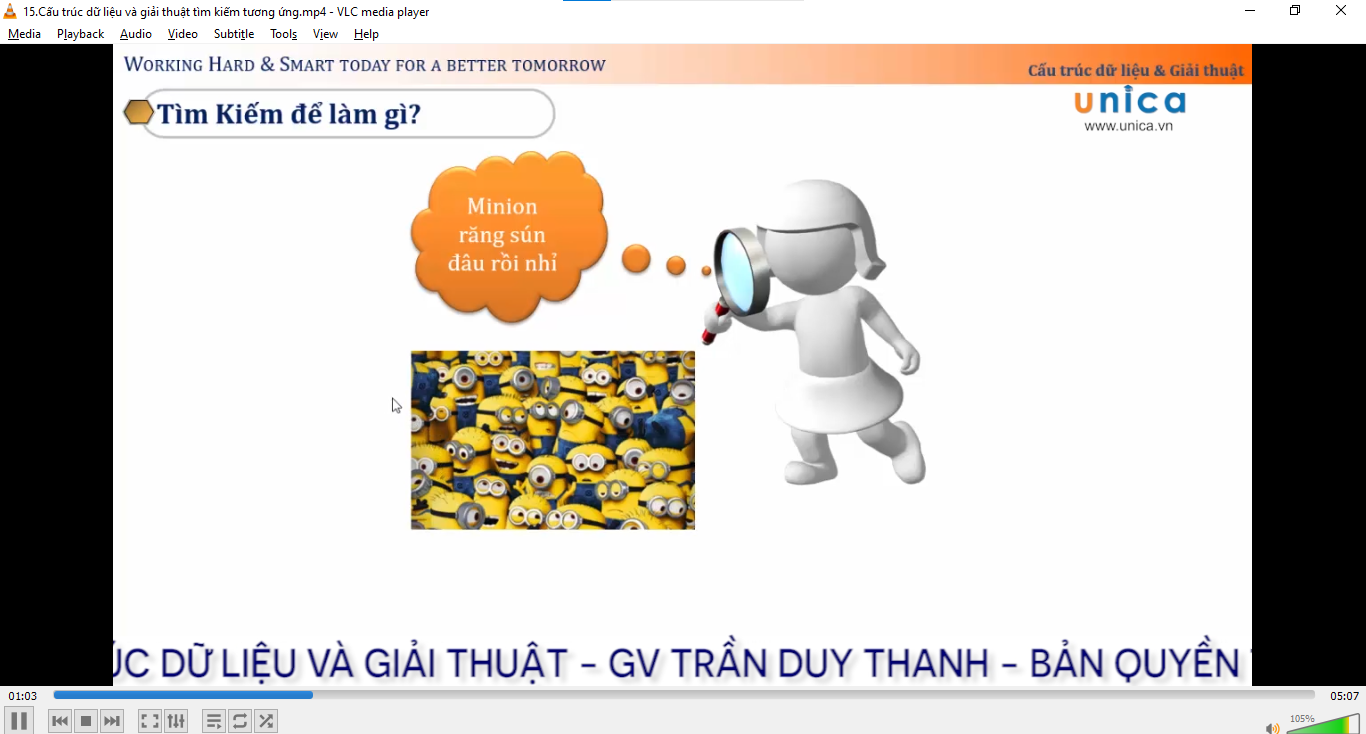 15.Cấu trúc dữ liệu và giải thuật tìm kiếm tương ứng.mp4 - VLC media player
Media Playback Audio Video Subtitle Tools View Help
WORKING HARD & SMART TODAY FOR A BETTER TOMORROW
Cấu trúc dữ liệu & Giải thuật
Tìm Kiếm để làm gì?
unica
www.unica.vn
Minion
răng sún
đâu rồi nhỉ
ÚC DỮ LIỆU VÀ GIẢI THUẬT - GV TRẦN DUY THANH - BẢN QUYỀN
01:03
05:07
105%